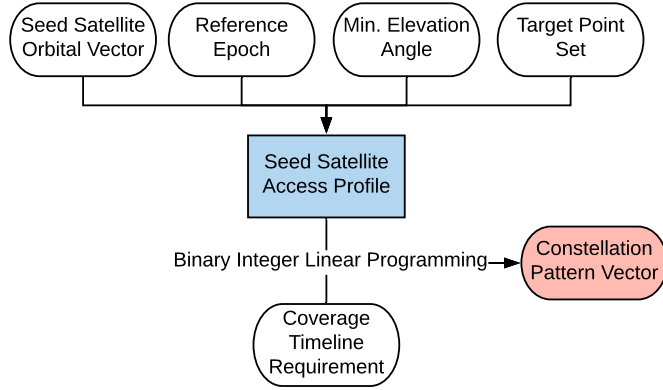 Seed Satellite
Orbital Vector
Reference
Epoch
Min. Elevation
Angle
Target Point
Set
Seed Satellite
Access Profile
Binary Integer Linear Programming
Constellation
Pattern Vector
Coverage
Timeline
Requirement